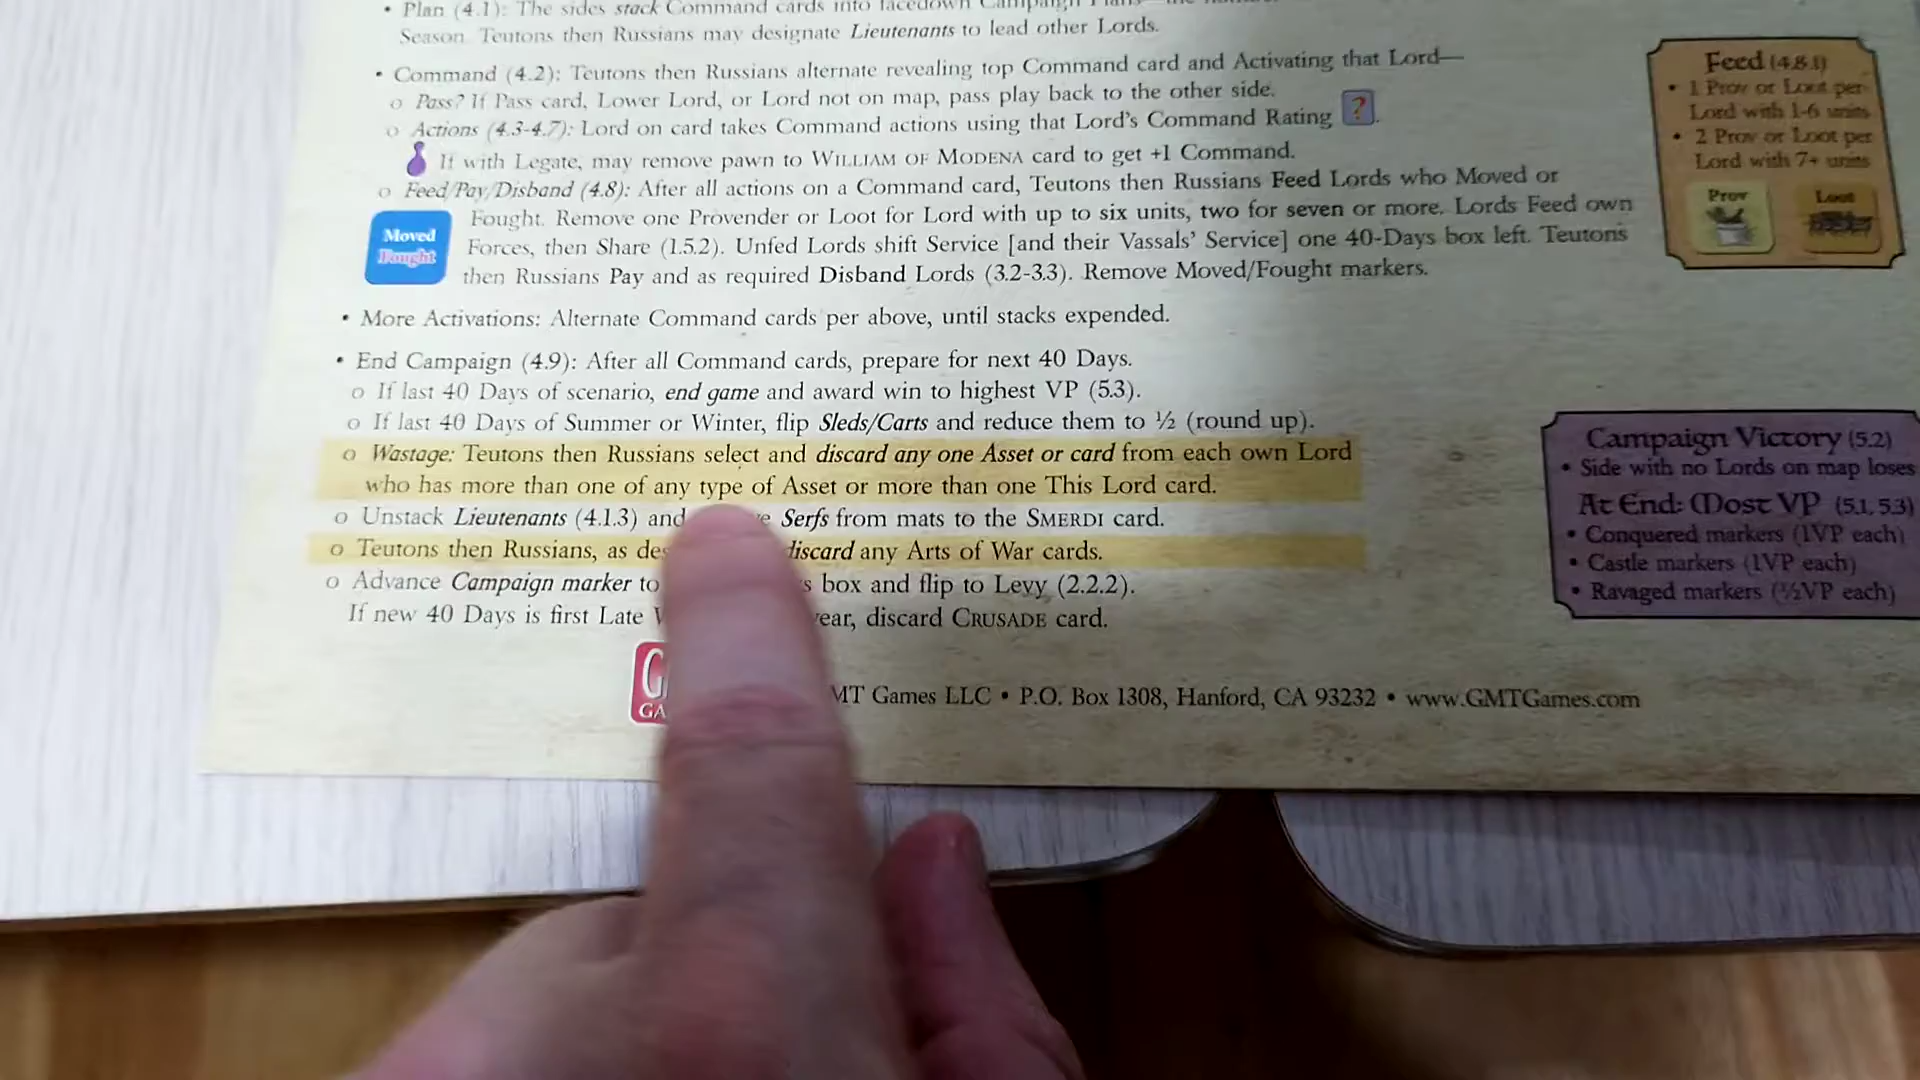 • Plan (4.1): The sides stack Command cards into facedown Campaign Plans—the
Season. Teutons then Russians may designate Lieutenants to lead other Lords.
• Command (4.2): Teutons then Russians alternate revealing top Command card and Activating that Lord—
o Pass? If Pass card, Lower Lord, or Lord not on map, pass play back to the other side.
o Actions (4.3-4.7): Lord on card takes Command actions using that Lord's Command Rating ?.
If with Legate, may remove pawn to WILLIAM OF MODENA card to get +1 Command.
o Feed/Pay/Disband (4.8): After all actions on a Command card, Teutons then Russians Feed Lords who Moved or
Fought. Remove one Provender or Loot for Lord with up to six units, two for seven or more. Lords Feed own
Forces, then Share (1.5.2). Unfed Lords shift Service [and their Vassals' Service] one 40-Days box left. Teutons
then Russians Pay and as required Disband Lords (3.2-3.3). Remove Moved/Fought markers.
Moved
Fought
• More Activations: Alternate Command cards per above, until stacks expended.
• End Campaign (4.9): After all Command cards, prepare for next 40 Days.
o If last 40 Days of scenario, end game and award win to highest VP (5.3).
o If last 40 Days of Summer or Winter, flip Sleds/Carts and reduce them to ½ (round up).
o Wastage: Teutons then Russians select and discard any one Asset or card from each own Lord
who has more than one of any type of Asset or more than one This Lord card.
o Unstack Lieutenants (4.1.3) and Serfs from mats to the SMERDI card.
o Teutons then Russians, as discard any Arts of War cards.
o Advance Campaign marker to box and flip to Levy (2.2.2).
If new 40 Days is first Late discard CRUSADE card.
GMT Games LLC • P.O. Box 1308, Hanford, CA 93232 • www.GMTGames.com
Feed (4.8.1)
• 1 Prov or Loot per
Lord with 1-6 units
• 2 Prov or Loot per
Lord with 7+ units
Prov Loot
Campaign Victory (5.2)
• Side with no Lords on map loses
At End: Most VP (5.1, 5.3)
• Conquered markers (1VP each)
• Castle markers (1VP each)
• Ravaged markers (½VP each)